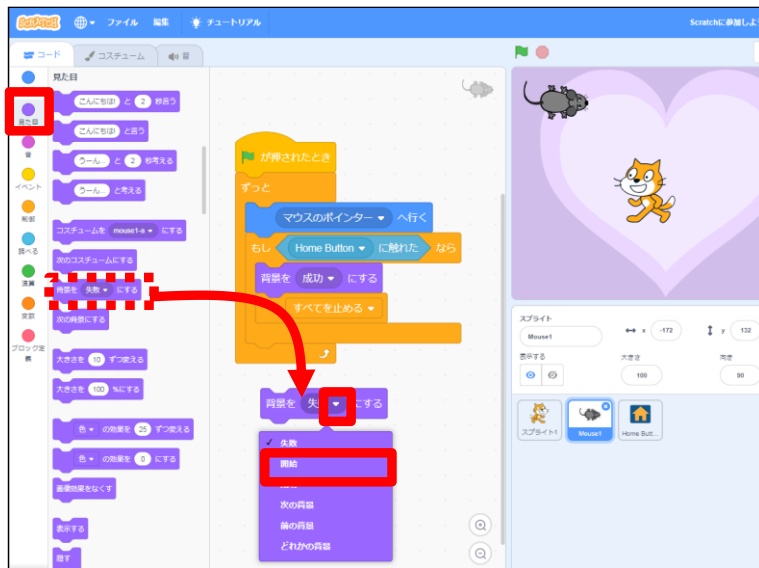 SCRATCH
ファイル 編集 チュートリアル
Scratchに参加しよう
コード コスチューム 音
見た目
見た目
音
イベント
制御
調べる
演算
変数
ブロック定義
こんにちは! と 2 秒言う
こんにちは! と言う
うーん... と 2 秒考える
うーん... と考える
コスチュームを mouse1-a にする
次のコスチュームにする
背景を 失敗 にする
次の背景にする
大きさを 10 ずつ変える
大きさを 100 %にする
色 の効果を 25 ずつ変える
色 の効果を 0 にする
画像効果をなくす
表示する
隠す
が押されたとき
ずっと
マウスのポインター へ行く
もし Home Button に触れた なら
背景を 成功 にする
すべてを止める
背景を 失敗 にする
✓ 失敗
開始
次の背景
前の背景
どれかの背景
スプライト
Mouse1
x -172 y 132
表示する 大きさ 向き
100 90
スプライト1 Mouse1 Home Butt...